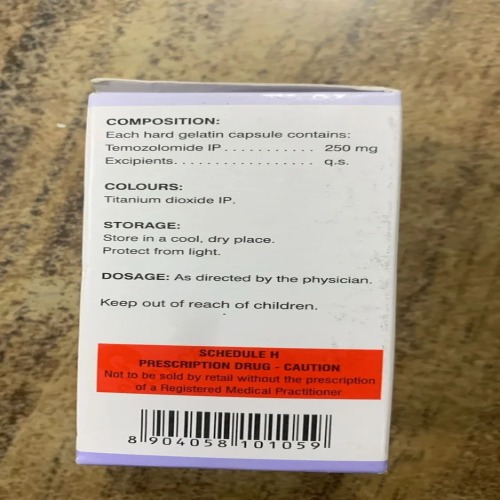 COMPOSITION:
Each hard gelatin capsule contains:
Temozolomide IP . . . . . . . . . . . 250 mg
Excipients. . . . . . . . . . . . . . . . . q.s.
COLOURS:
Titanium dioxide IP.
STORAGE:
Store in a cool, dry place.
Protect from light.
DOSAGE: As directed by the physician.
Keep out of reach of children.
SCHEDULE H
PRESCRIPTION DRUG - CAUTION
Not to be sold by retail without the prescription
of a Registered Medical Practitioner
8 904058 101059